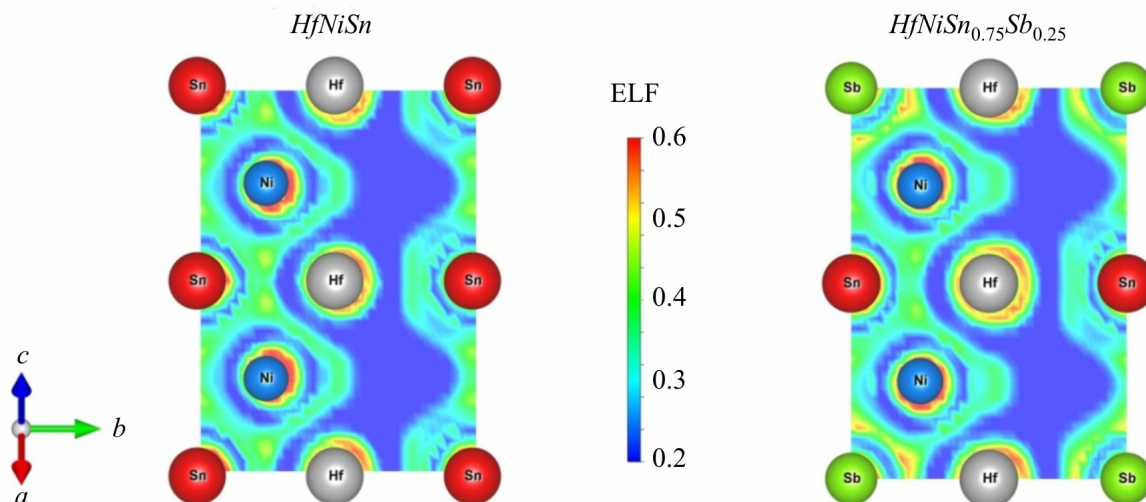 HfNiSn
HfNiSn0.75Sb0.25
Sn Hf Sn
Sb Hf Sb
ELF
0.6
0.5
0.4
0.3
0.2
Ni
Ni
Sn Hf Sn
Sn Hf Sn
Ni
Ni
c
b
a
Sn Hf Sn
Sb Hf Sb